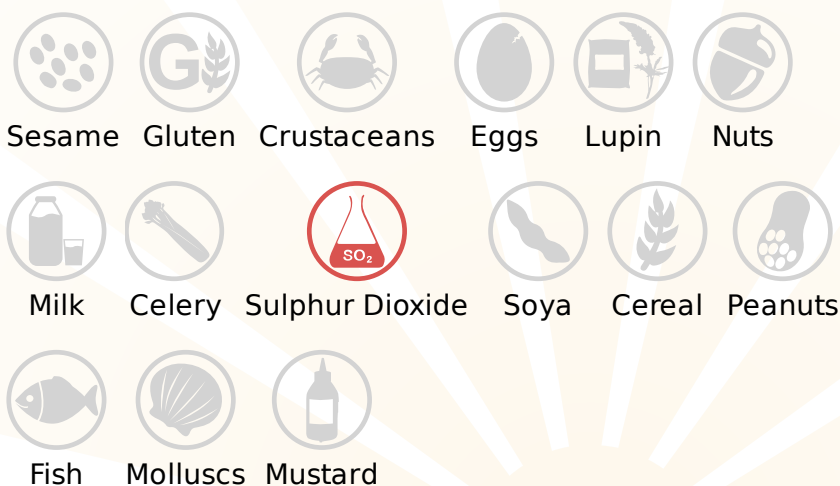 G
Sesame Gluten Crustaceans Eggs Lupin Nuts
SO₂
Milk Celery Sulphur Dioxide Soya Cereal Peanuts
Fish Molluscs Mustard